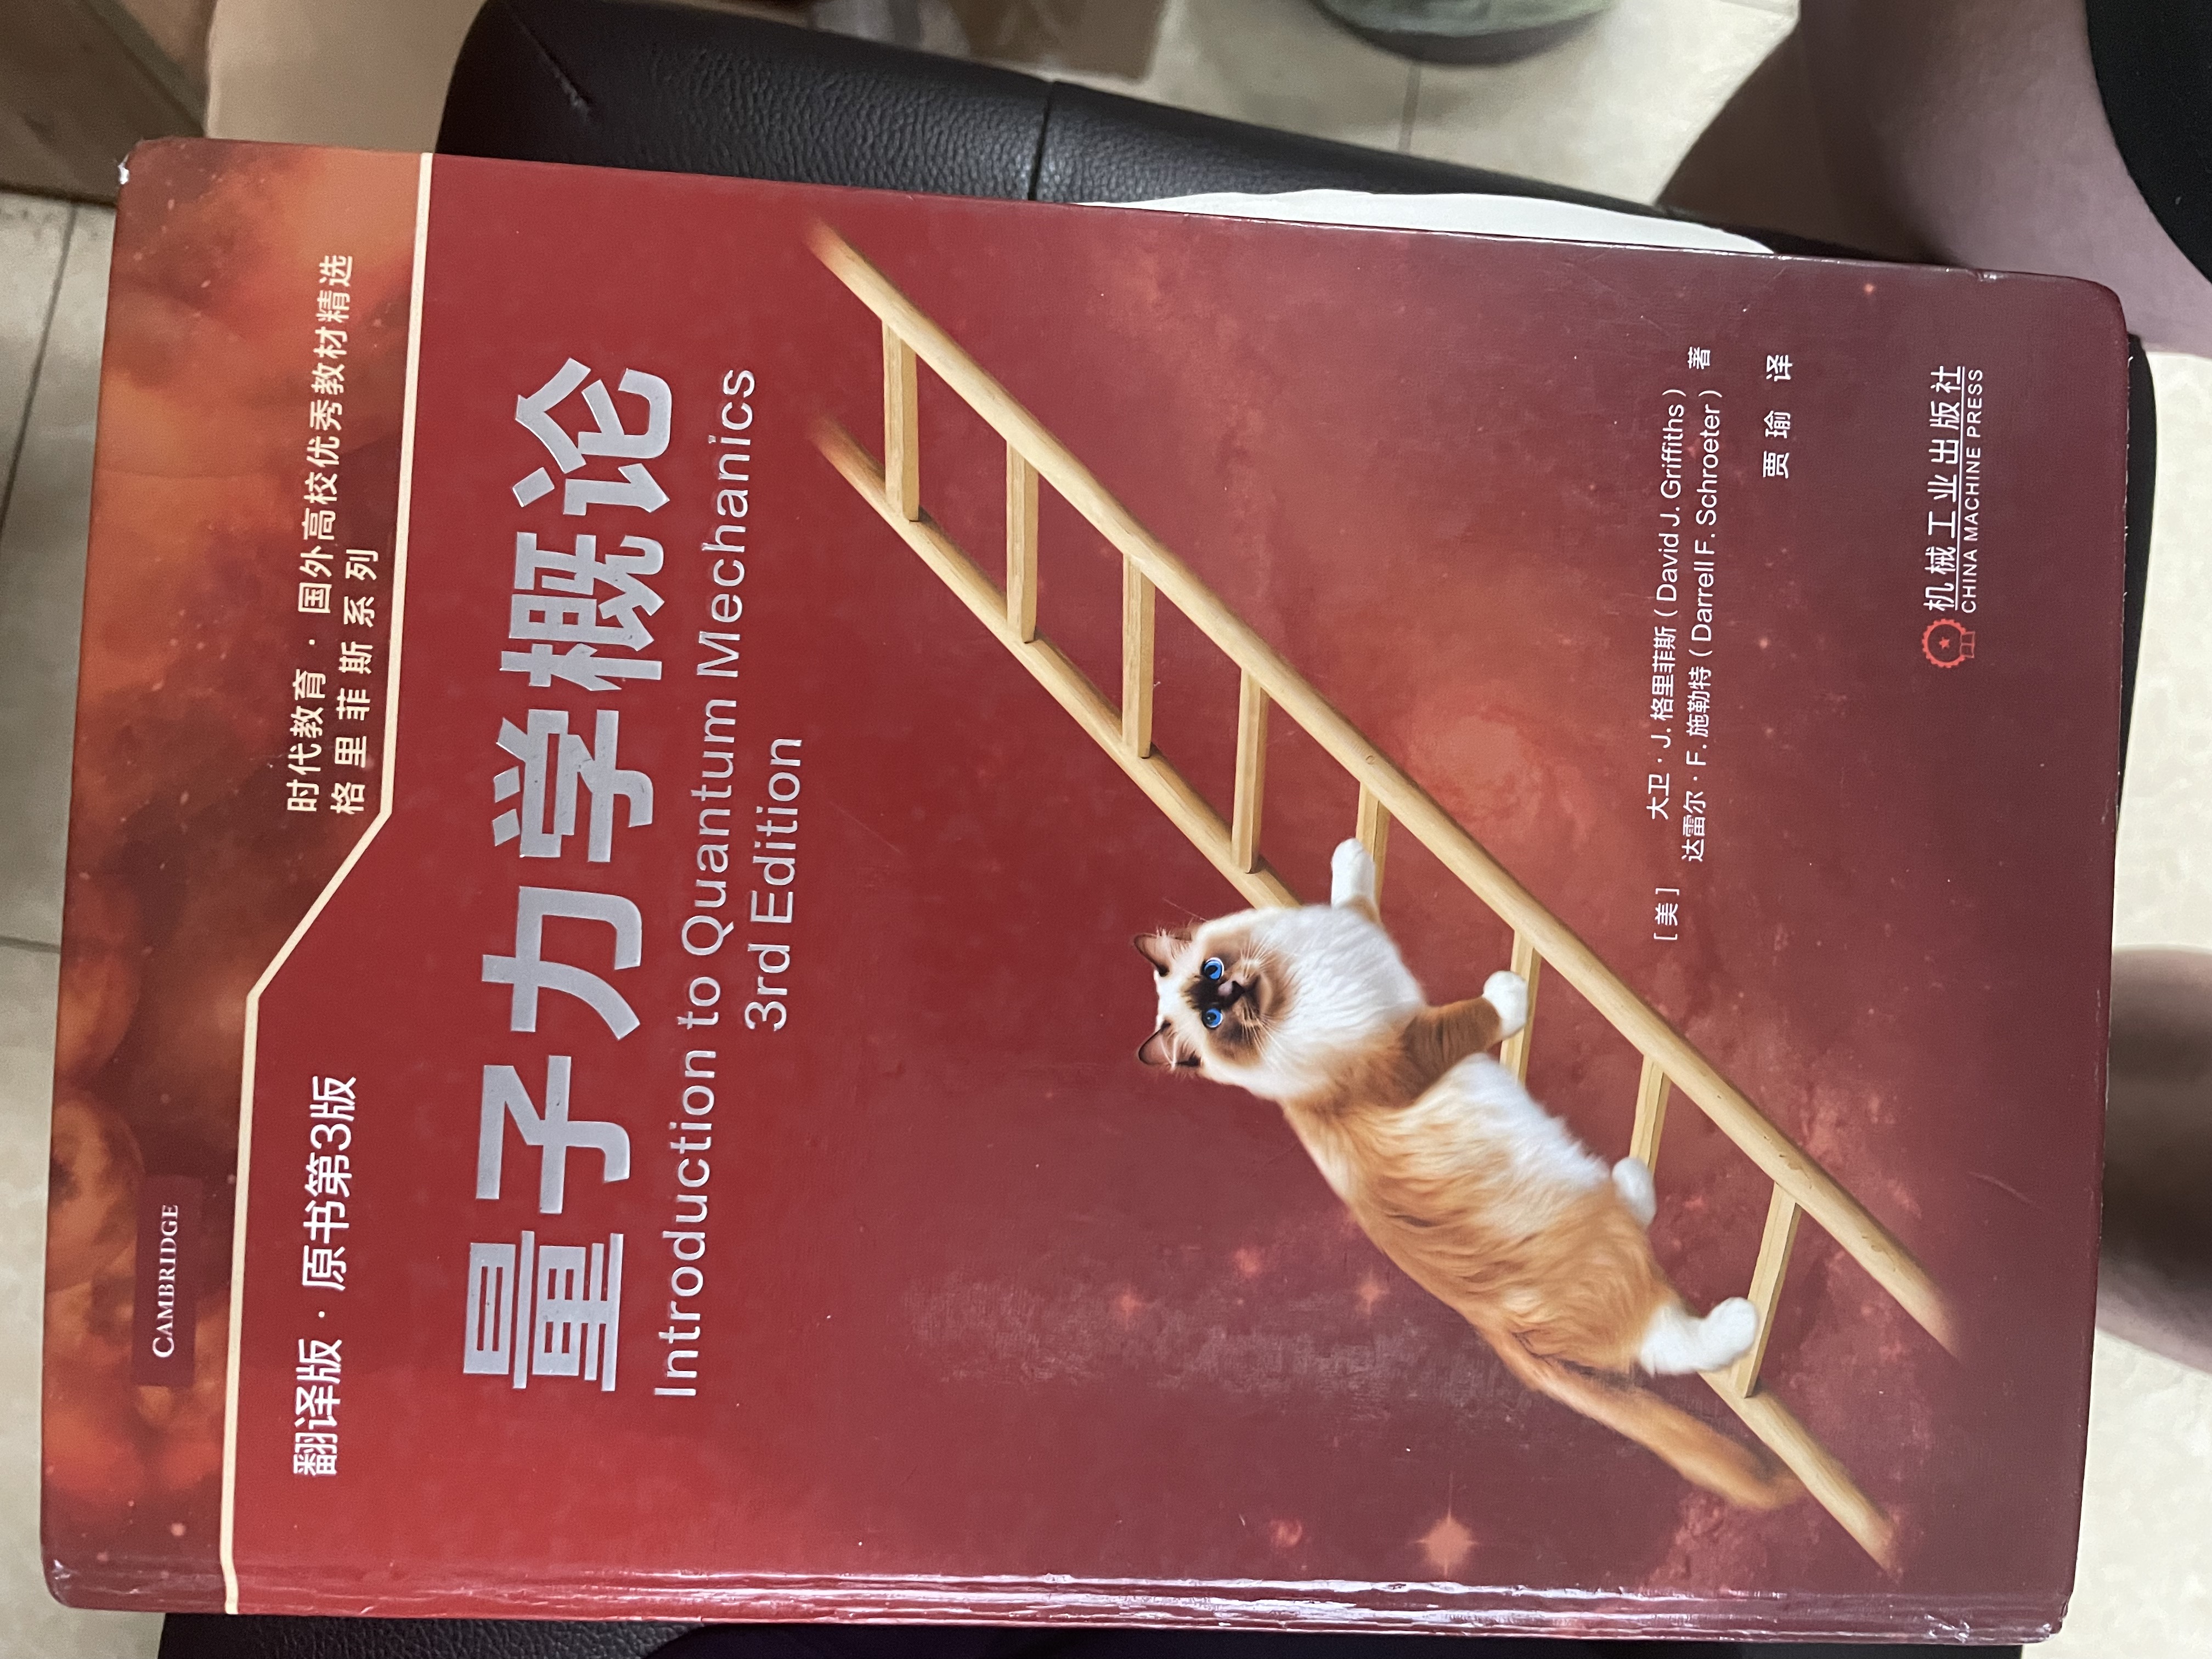 CAMBRIDGE
翻译版 · 原书第3版
时代教育 · 国外高校优秀教材精选
格里菲斯系列
量子力学概论
Introduction to Quantum Mechanics
3rd Edition
[美] 大卫 · J. 格里菲斯 (David J. Griffiths)
达雷尔 · F. 施勒特 (Darrell F. Schroeter) 著
贾瑜 译
机械工业出版社
CHINA MACHINE PRESS